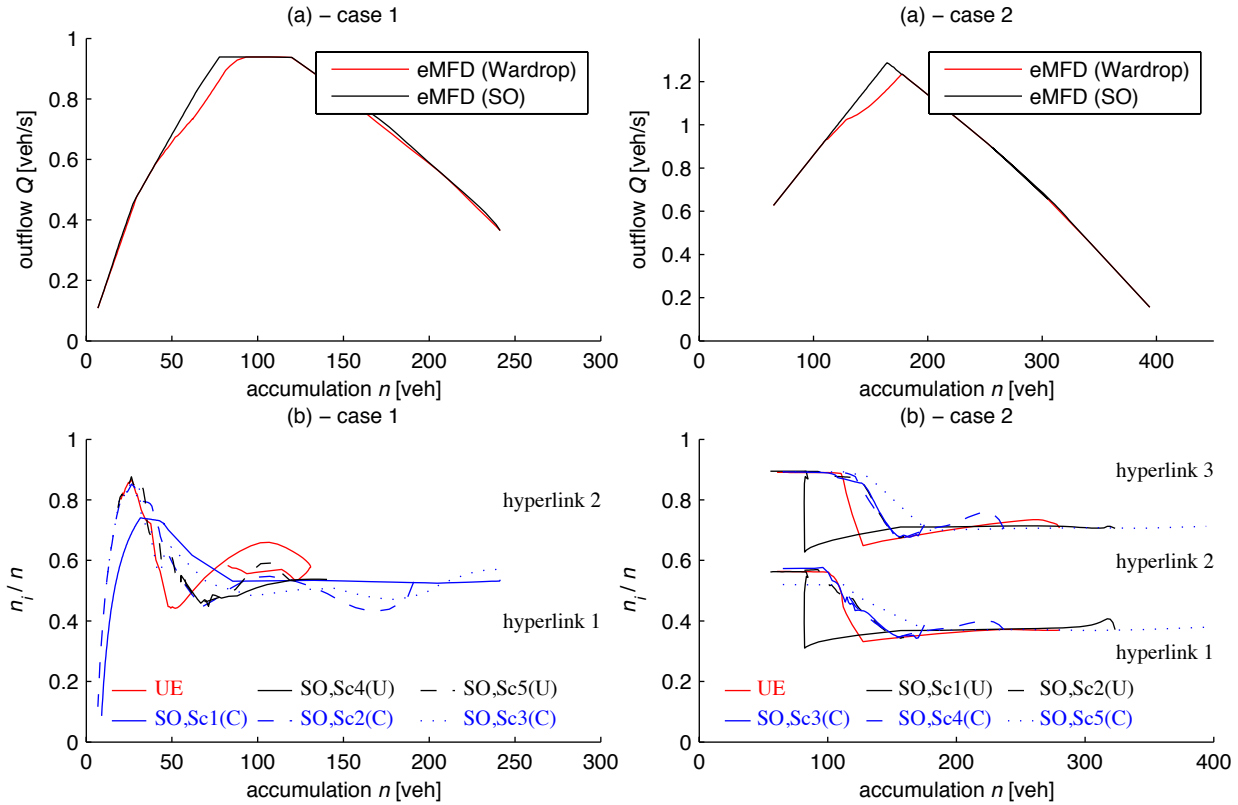 (a) – case 1
1
0.8
0.6
0.4
0.2
0
outflow Q [veh/s]
eMFD (Wardrop)
eMFD (SO)
0 50 100 150 200 250 300
accumulation n [veh]
(a) – case 2
1.2
1
0.8
0.6
0.4
0.2
0
outflow Q [veh/s]
eMFD (Wardrop)
eMFD (SO)
0 100 200 300 400
accumulation n [veh]
(b) – case 1
1
0.8
0.6
0.4
0.2
0
n_i / n
hyperlink 2
hyperlink 1
UE SO,Sc4(U) SO,Sc5(U)
SO,Sc1(C) SO,Sc2(C) SO,Sc3(C)
0 50 100 150 200 250 300
accumulation n [veh]
(b) – case 2
1
0.8
0.6
0.4
0.2
0
n_i / n
hyperlink 3
hyperlink 2
hyperlink 1
UE SO,Sc1(U) SO,Sc2(U)
SO,Sc3(C) SO,Sc4(C) SO,Sc5(C)
0 100 200 300 400
accumulation n [veh]